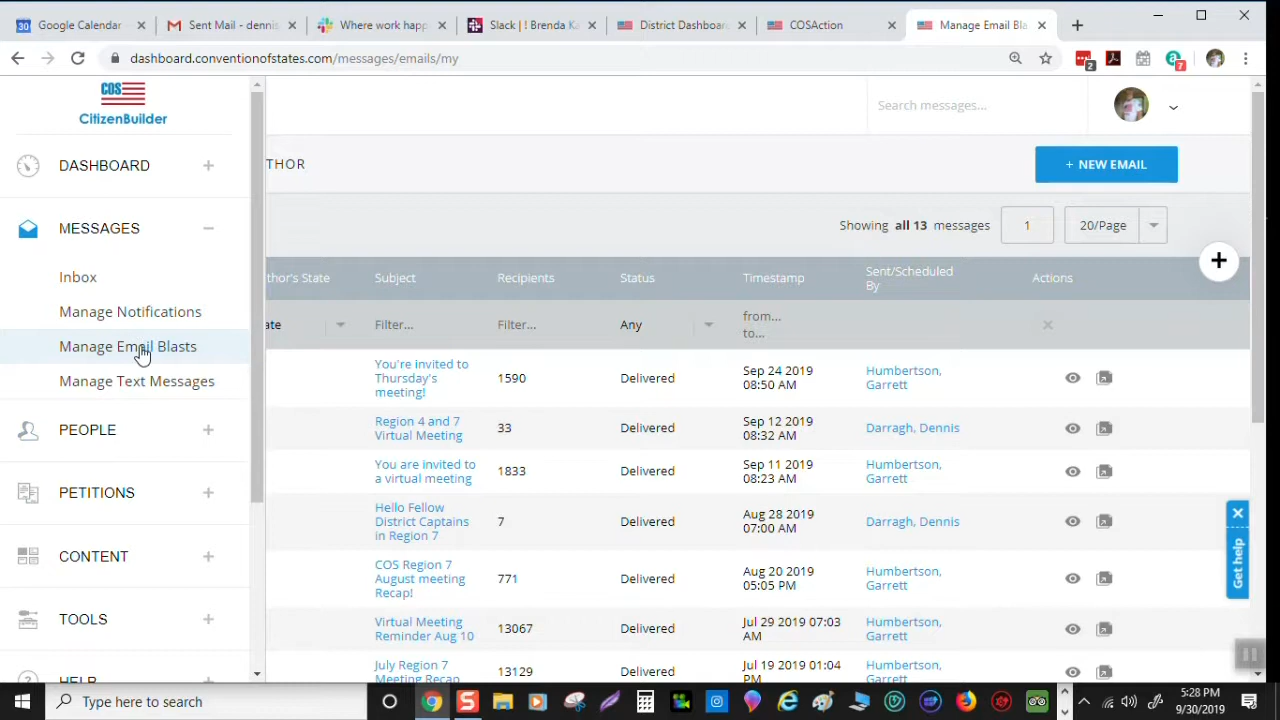 Google Calendar
Sent Mail - dennis
Where work happ
Slack | ! Brenda Ka
District Dashboard
COSAction
Manage Email Bla
dashboard.conventionofstates.com/messages/emails/my
2
7
COS
CitizenBuilder
DASHBOARD
MESSAGES
Inbox
Manage Notifications
Manage Email Blasts
Manage Text Messages
PEOPLE
PETITIONS
CONTENT
TOOLS
HELP
Search messages...
THOR
+ NEW EMAIL
Showing all 13 messages
1
20/Page
thor's State
Subject
Recipients
Status
Timestamp
Sent/Scheduled
By
Actions
ate
Filter...
Filter...
Any
from...
to...
You're invited to
Thursday's
meeting!
1590
Delivered
Sep 24 2019
08:50 AM
Humbertson,
Garrett
Region 4 and 7
Virtual Meeting
33
Delivered
Sep 12 2019
08:32 AM
Darragh, Dennis
You are invited to
a virtual meeting
1833
Delivered
Sep 11 2019
08:23 AM
Humbertson,
Garrett
Hello Fellow
District Captains
in Region 7
7
Delivered
Aug 28 2019
07:00 AM
Darragh, Dennis
COS Region 7
August meeting
Recap!
771
Delivered
Aug 20 2019
05:05 PM
Humbertson,
Garrett
Virtual Meeting
Reminder Aug 10
13067
Delivered
Jul 29 2019 07:03
AM
Humbertson,
Garrett
July Region 7
Meeting Recap
13129
Delivered
Jul 19 2019 01:04
PM
Humbertson,
Garrett
Get help
Type here to search
5:28 PM
9/30/2019